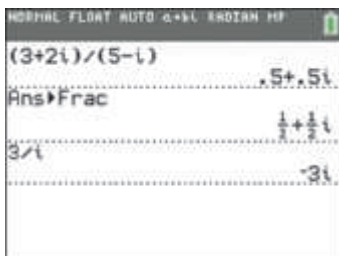 NORMAL FLOAT AUTO a+bi RADIAN MP
(3+2i)/(5-i)
.5+.5i
Ans▶Frac
1/2+1/2i
3/i
-3i